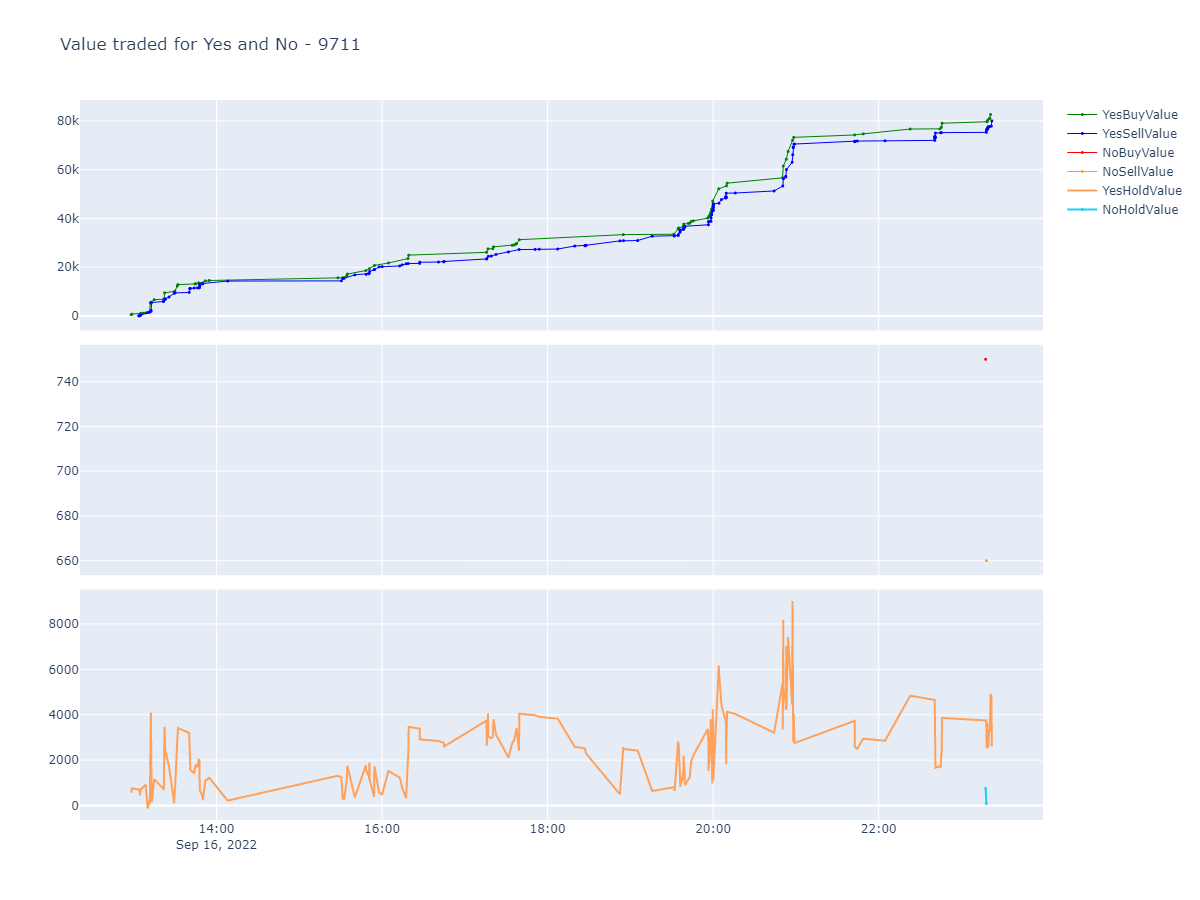 Value traded for Yes and No - 9711
80k
60k
40k
20k
0
YesBuyValue
YesSellValue
NoBuyValue
NoSellValue
YesHoldValue
NoHoldValue
740
720
700
680
660
8000
6000
4000
2000
0
14:00 16:00 18:00 20:00 22:00
Sep 16, 2022